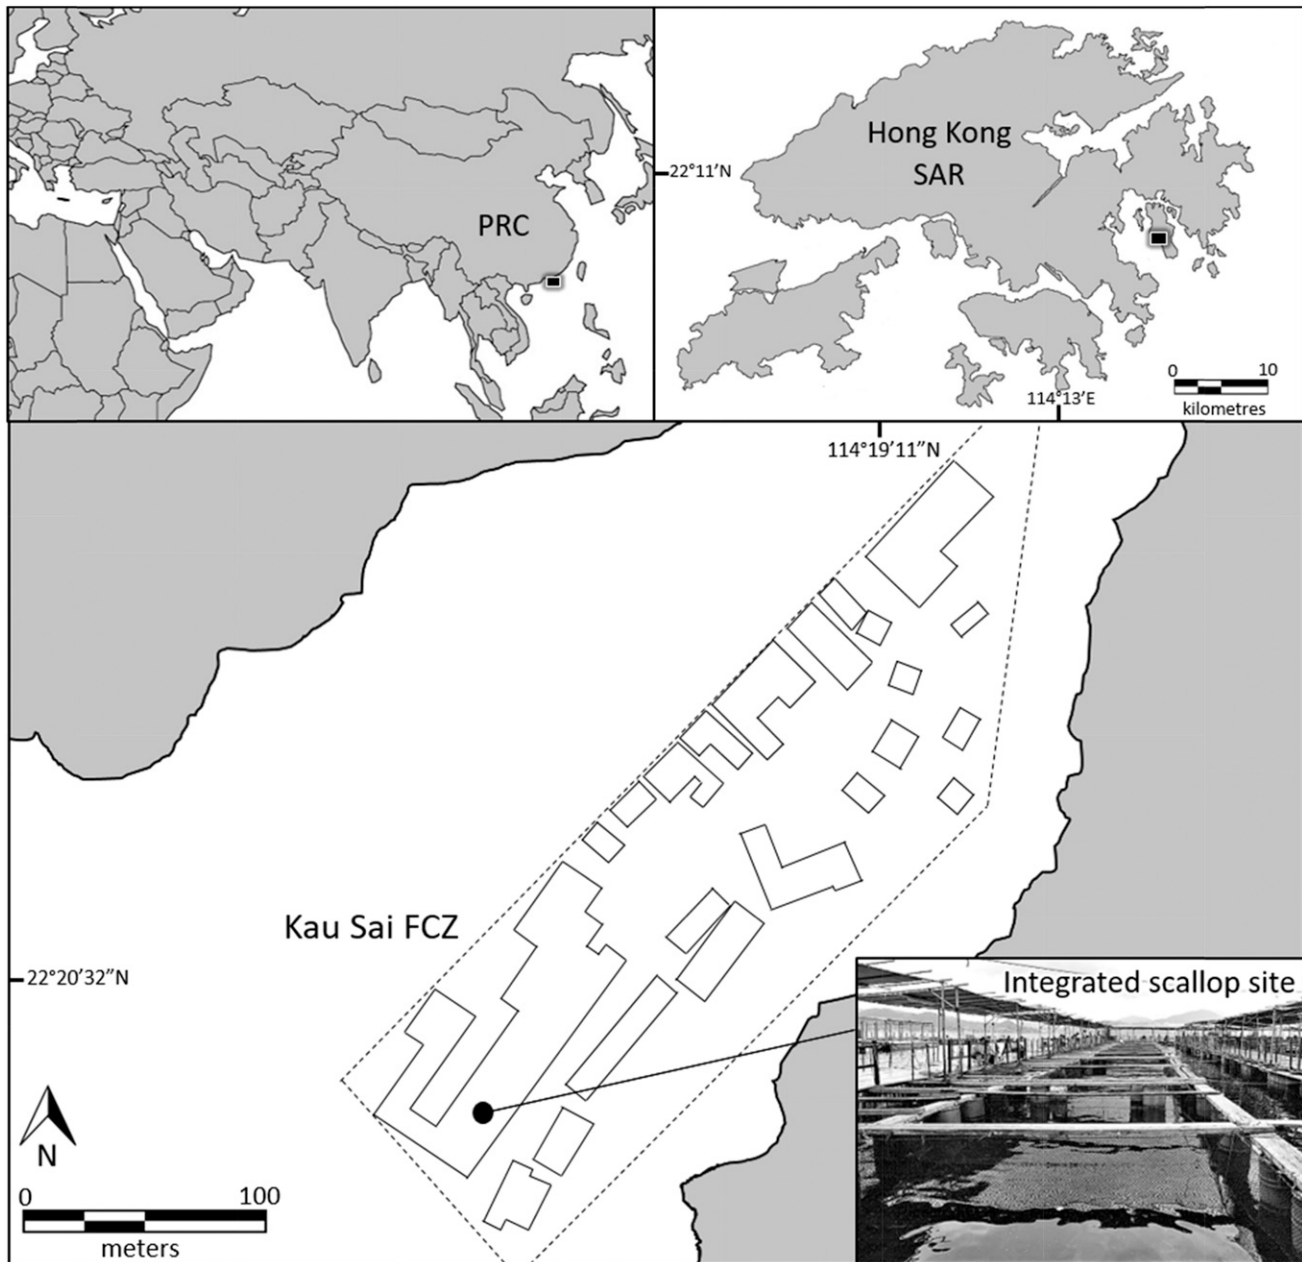 PRC
Hong Kong
SAR
22°11’N
0 10
kilometres
114°13’E
114°19’11”N
Kau Sai FCZ
22°20’32”N
Integrated scallop site
N
0 100
meters